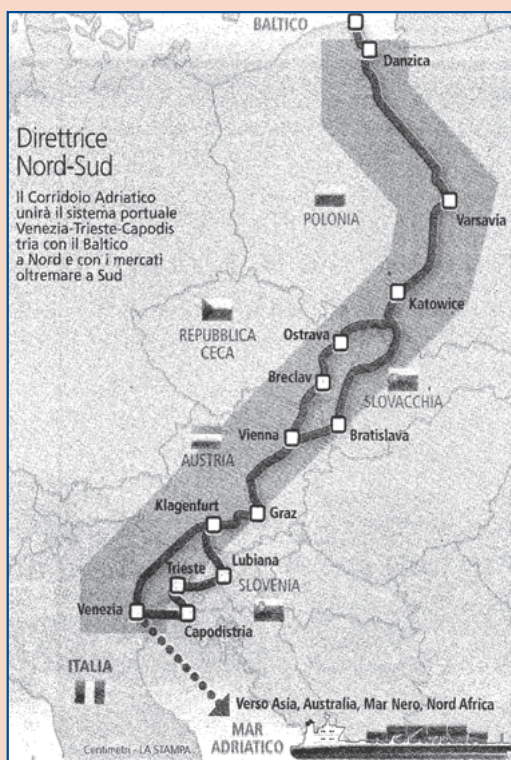 BALTICO
Danzica
Direttrice
Nord-Sud
Il Corridoio Adriatico
unirà il sistema portuale
Venezia-Trieste-Capodis
tria con il Baltico
a Nord e con i mercati
oltremare a Sud
POLONIA
Varsavia
Katowice
REPUBBLICA
CECA
Ostrava
Breclav
SLOVACCHIA
Vienna
Bratislava
AUSTRIA
Klagenfurt
Graz
Trieste
Lubiana
SLOVENIA
Venezia
Capodistria
ITALIA
Verso Asia, Australia, Mar Nero, Nord Africa
MAR
ADRIATICO
Centimetri - LA STAMPA